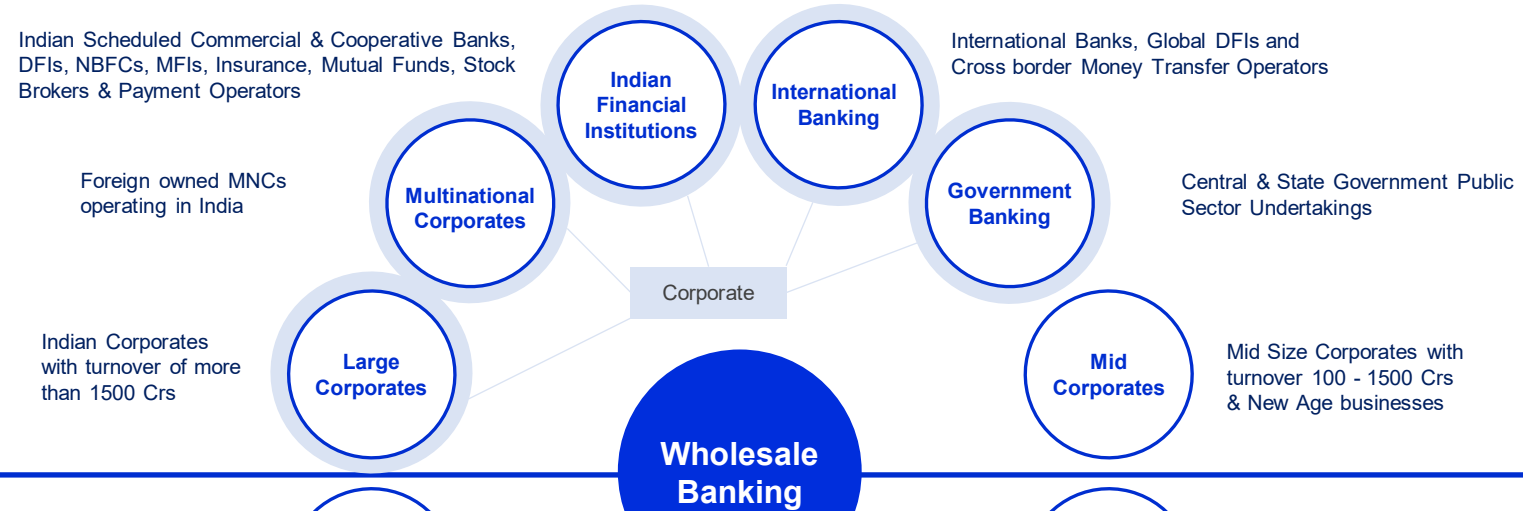 Indian Scheduled Commercial & Cooperative Banks,
DFIs, NBFCs, MFIs, Insurance, Mutual Funds, Stock
Brokers & Payment Operators
Indian
Financial
Institutions
International
Banking
International Banks, Global DFIs and
Cross border Money Transfer Operators
Foreign owned MNCs
operating in India
Multinational
Corporates
Government
Banking
Central & State Government Public
Sector Undertakings
Corporate
Indian Corporates
with turnover of more
than 1500 Crs
Large
Corporates
Mid
Corporates
Mid Size Corporates with
turnover 100 - 1500 Crs
& New Age businesses
Wholesale
Banking